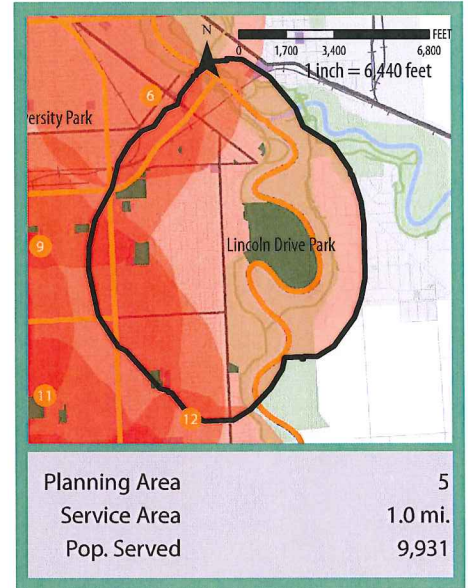 N
FEET
0 1,700 3,400 6,800
1 inch = 6,440 feet
6
ersity Park
9
Lincoln Drive Park
11
12
Planning Area 5
Service Area 1.0 mi.
Pop. Served 9,931